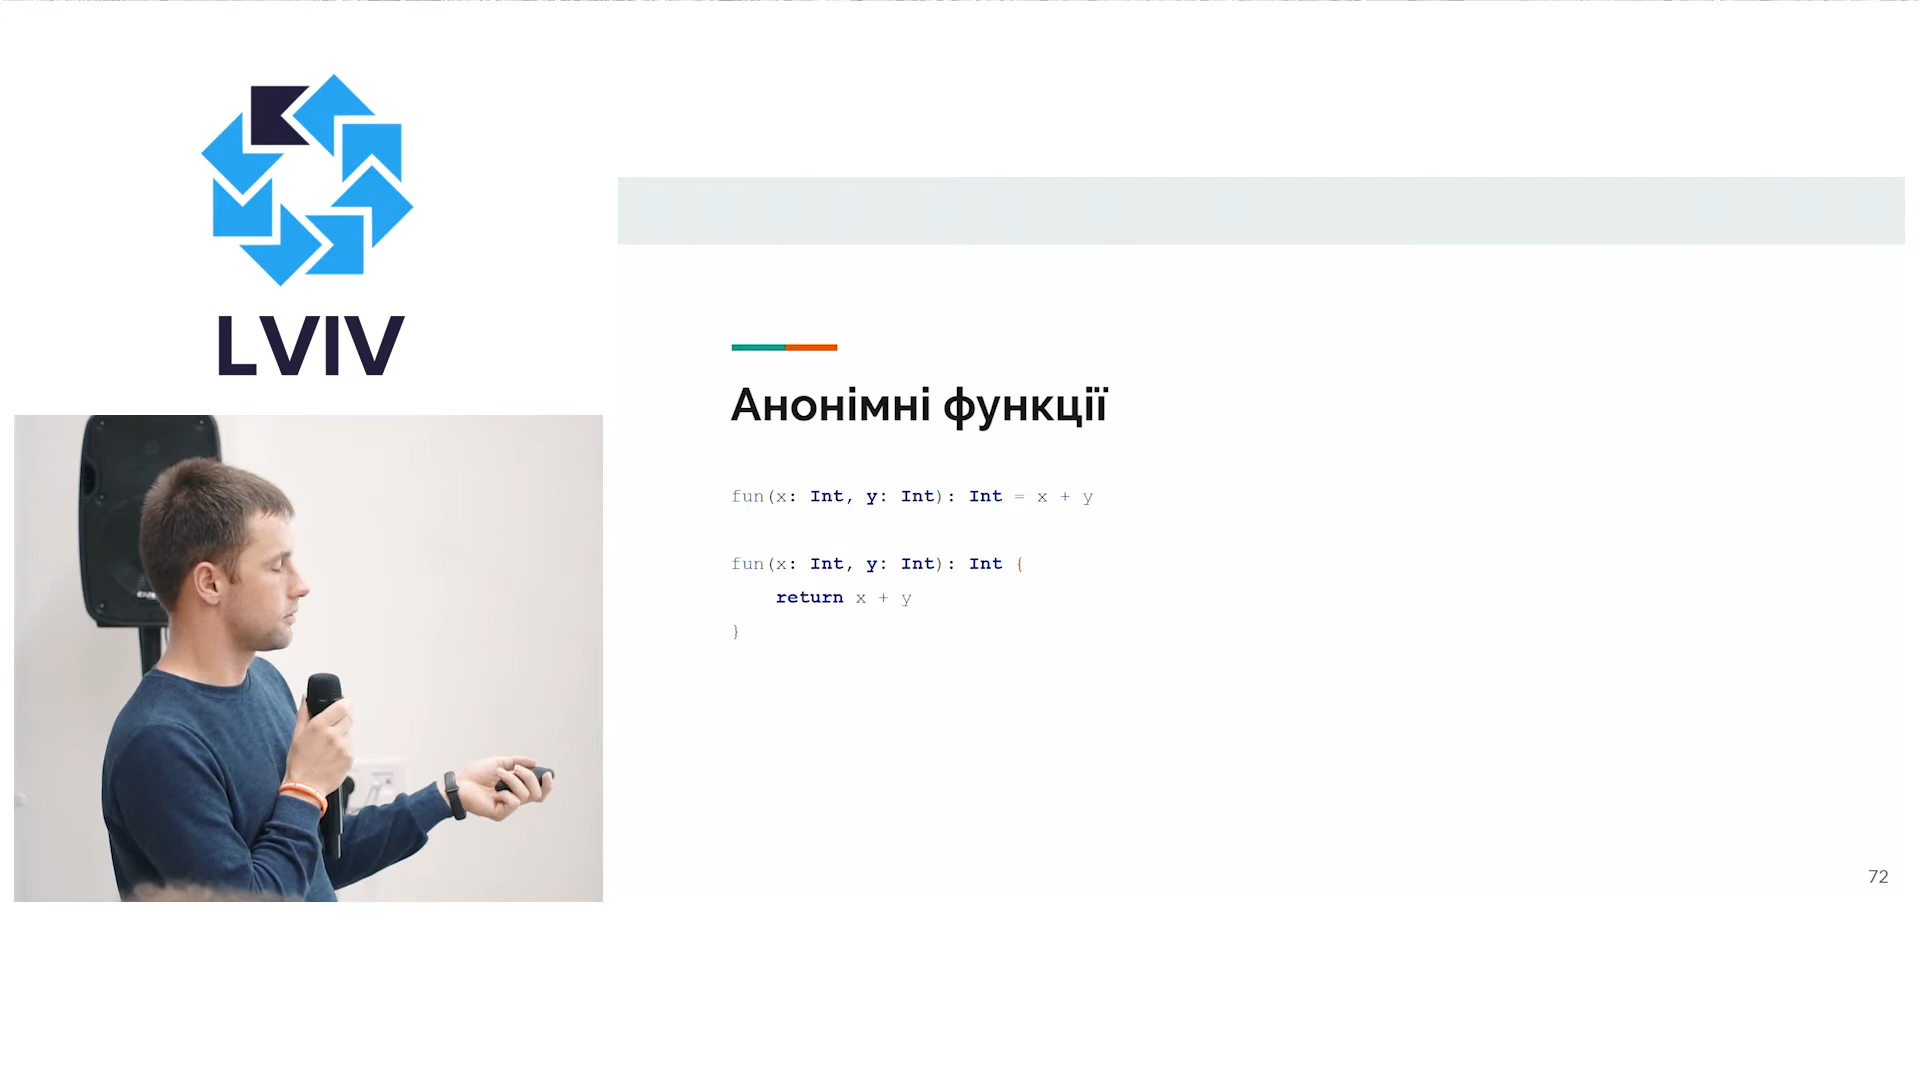 LVIV
Анонімні функції
fun(x: Int, y: Int): Int = x + y
fun(x: Int, y: Int): Int {
    return x + y
}
72